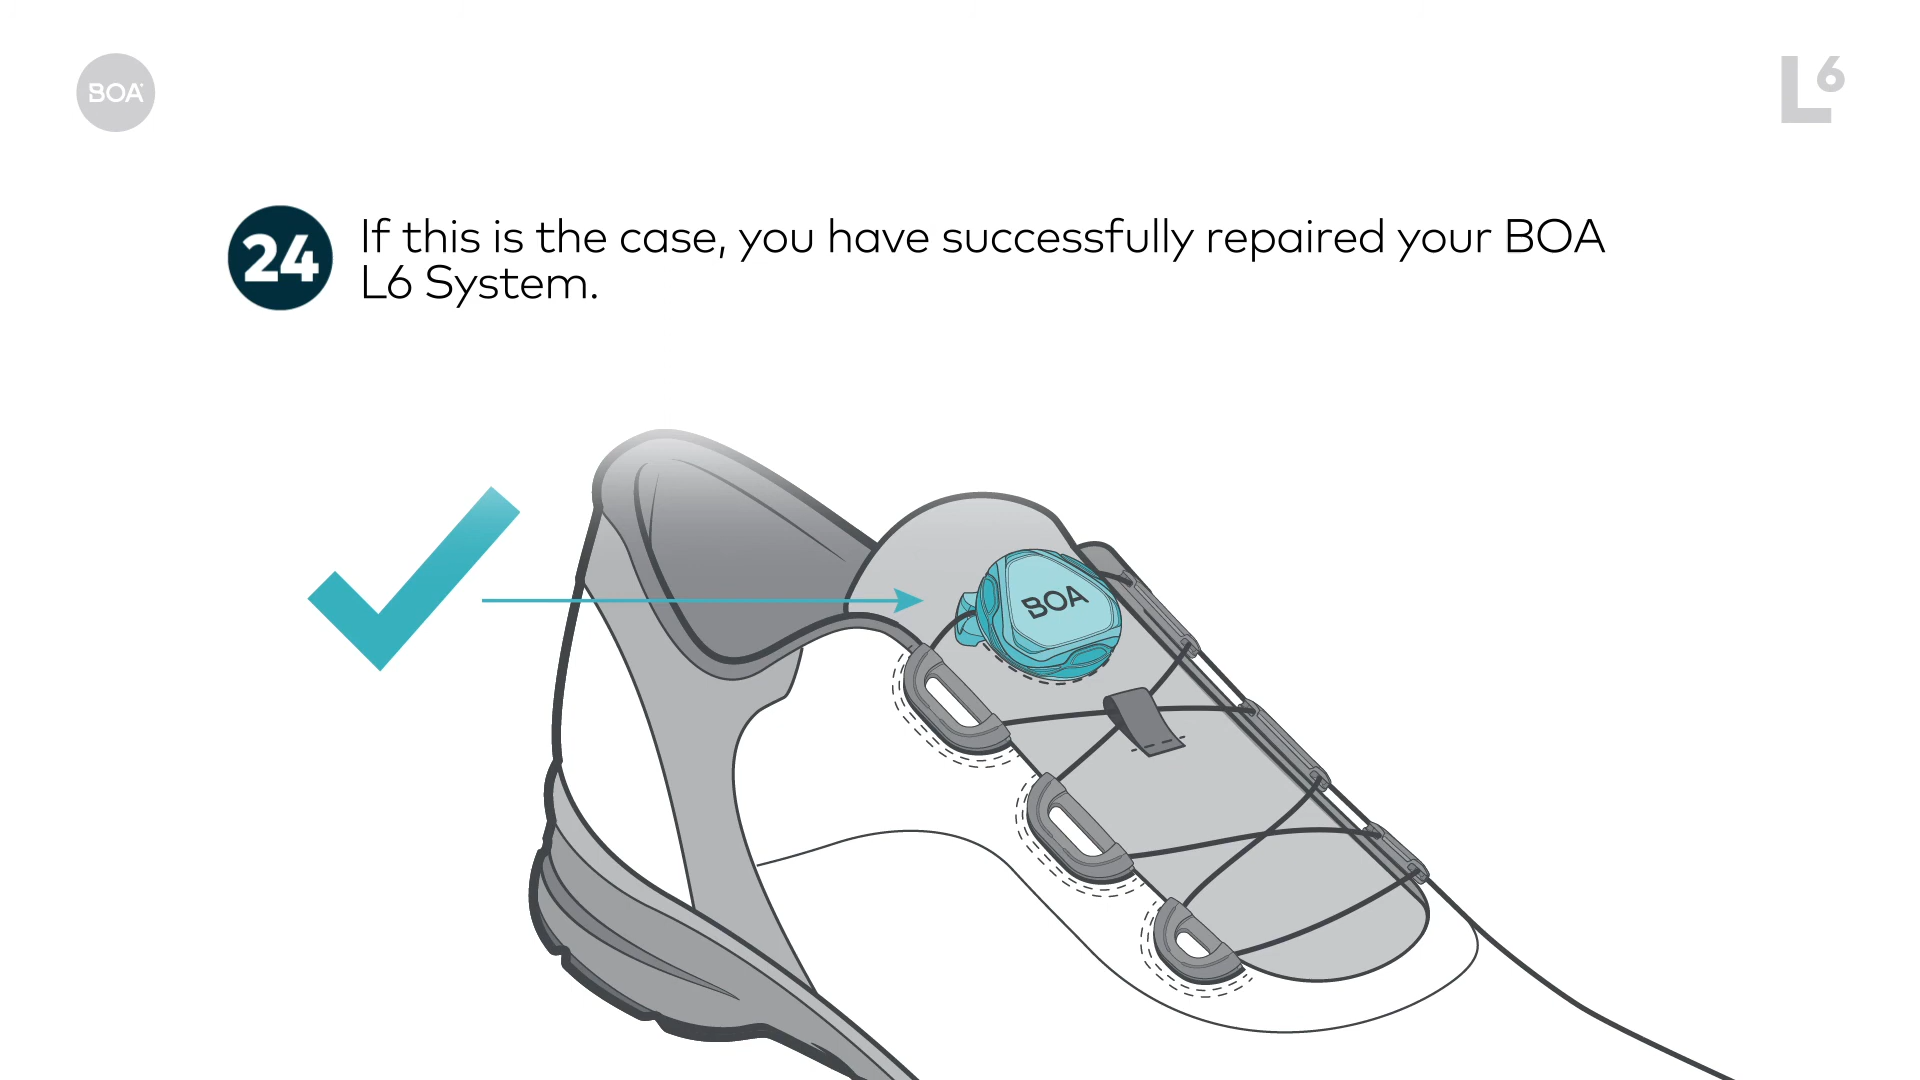 BOA
L6
24
If this is the case, you have successfully repaired your BOA
L6 System.
BOA